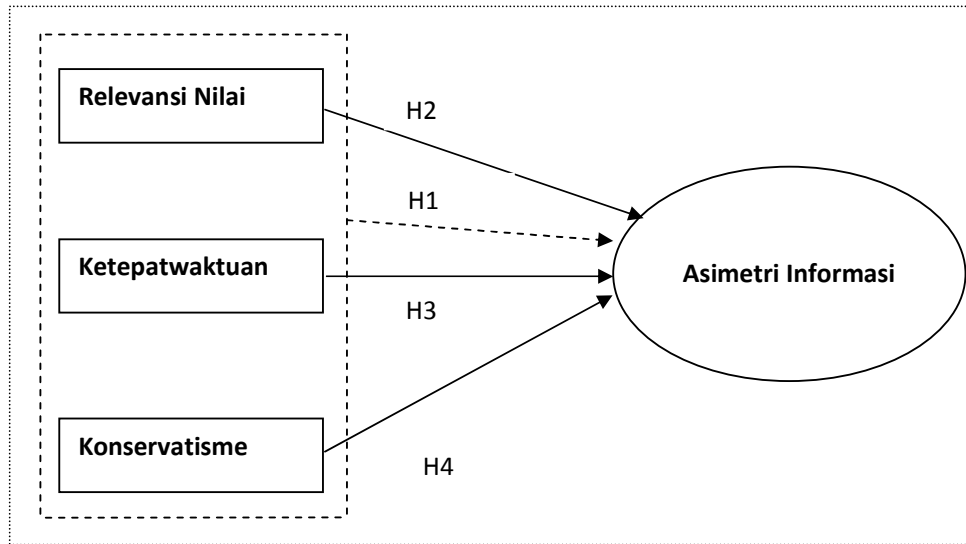 Relevansi Nilai
H2
H1
Ketepatwaktuan
Asimetri Informasi
H3
Konservatisme
H4